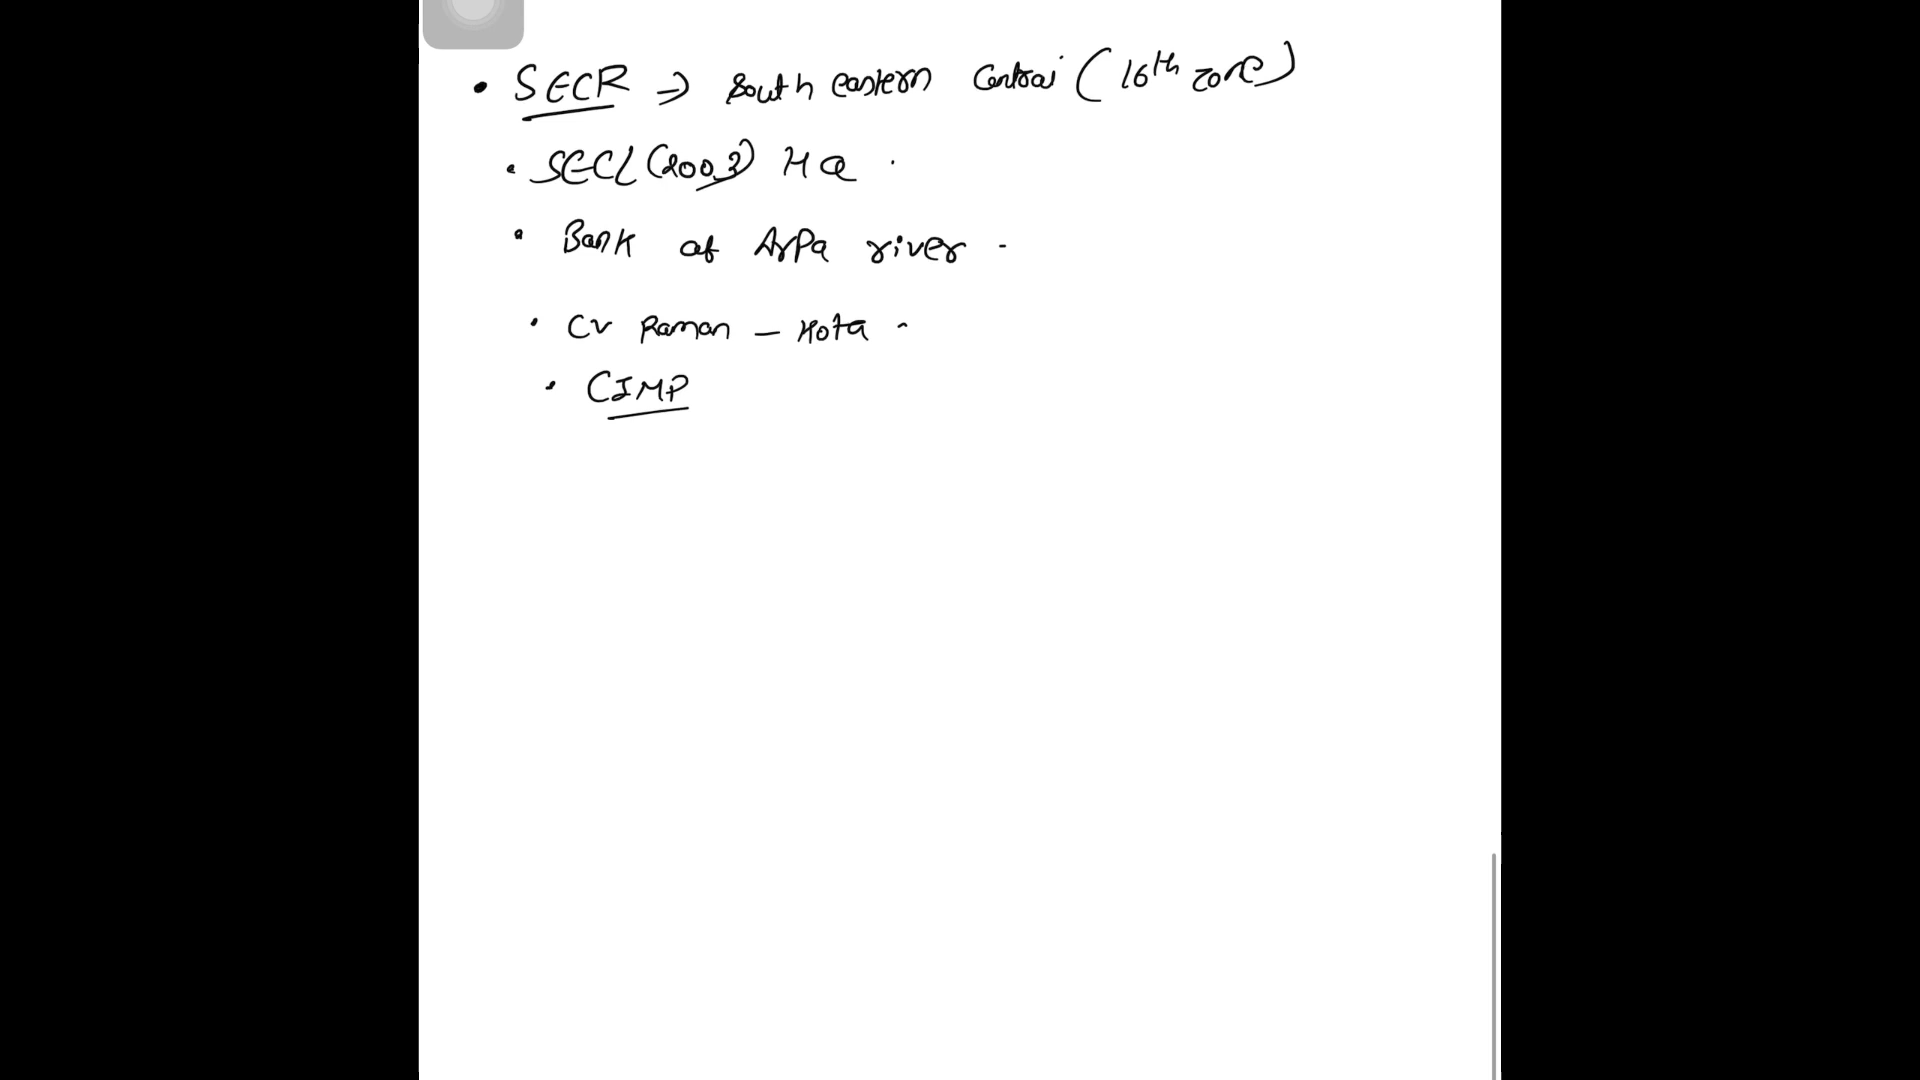 • SECR ⇒ South eastern Central (16th zone)
• SECL (2003) HQ .
• Bank of Arpa river -
• CV Raman – Kota -
• CIMP